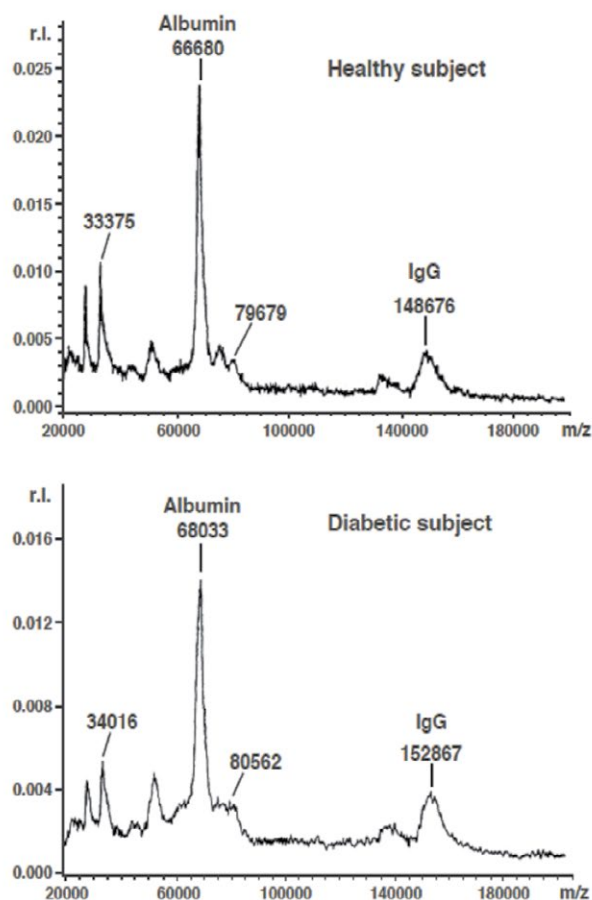 r.I.
Albumin
66680
Healthy subject
0.025
0.020
0.015
33375
0.010
IgG
148676
79679
0.005
0.000
20000 60000 100000 140000 180000 m/z
r.I.
Albumin
68033
Diabetic subject
0.016
0.012
0.008
34016
IgG
152867
80562
0.004
0.000
20000 60000 100000 140000 180000 m/z